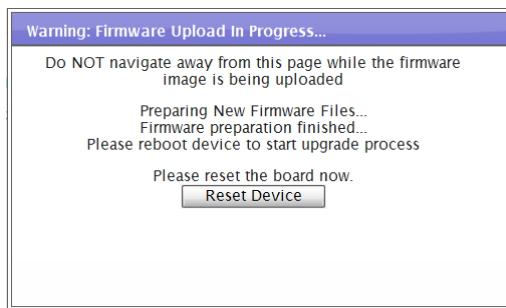 Warning: Firmware Upload In Progress...
Do NOT navigate away from this page while the firmware
image is being uploaded
Preparing New Firmware Files...
Firmware preparation finished...
Please reboot device to start upgrade process
Please reset the board now.
Reset Device